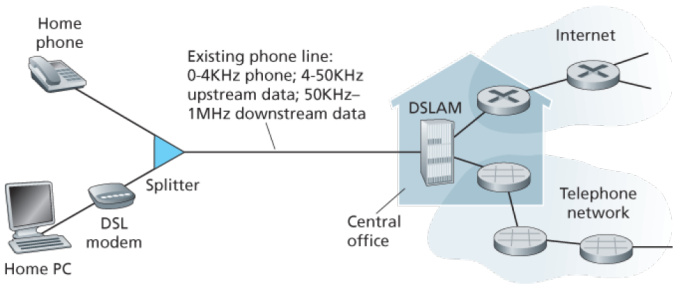 Home
phone
Existing phone line:
0-4KHz phone; 4-50KHz
upstream data; 50KHz–
1MHz downstream data
Internet
DSLAM
Splitter
DSL
modem
Home PC
Central
office
Telephone
network